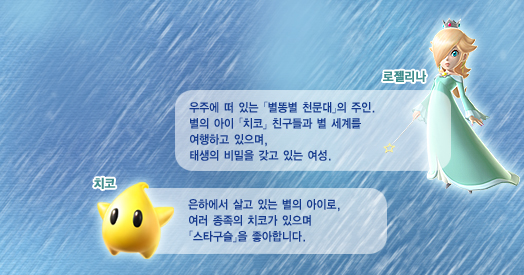 로젤리나
우주에 떠 있는 「별똥별 천문대」의 주인.
별의 아이 「치코」 친구들과 별 세계를
여행하고 있으며,
태생의 비밀을 갖고 있는 여성.
치코
은하에서 살고 있는 별의 아이로,
여러 종족의 치코가 있으며
「스타구슬」을 좋아합니다.